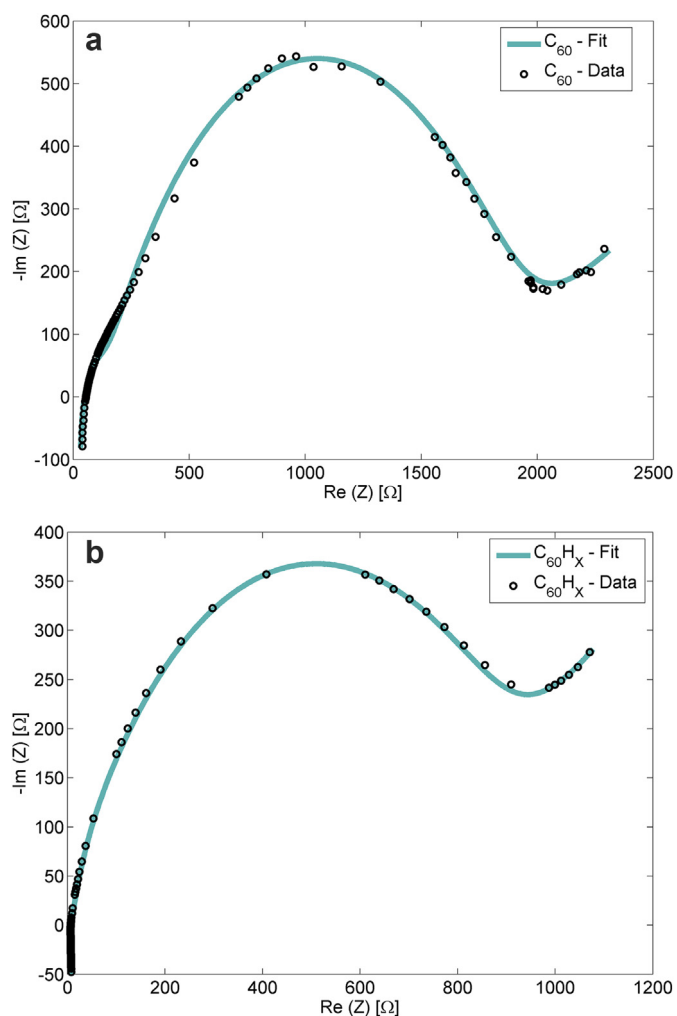 a
600
500
400
300
200
100
0
-100
-Im (Z) [Ω]
C60 - Fit
C60 - Data
0 500 1000 1500 2000 2500
Re (Z) [Ω]
b
400
350
300
250
200
150
100
50
0
-50
-Im (Z) [Ω]
C60HX - Fit
C60HX - Data
0 200 400 600 800 1000 1200
Re (Z) [Ω]